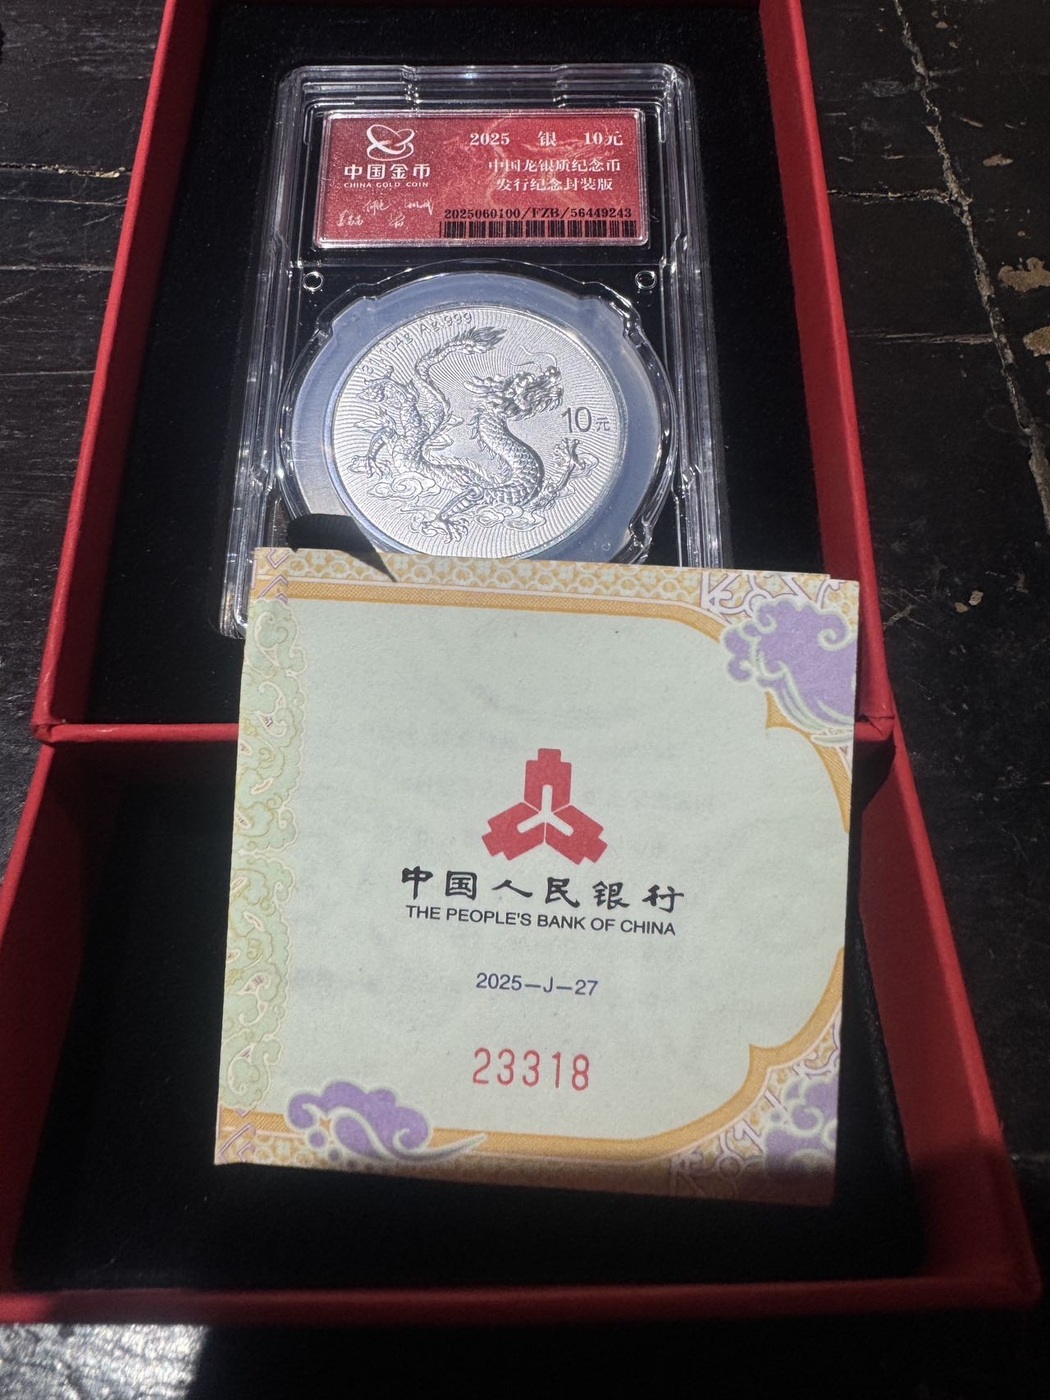 2025 银 10元
中国金币
CHINA GOLD COIN
中国龙银质纪念币
发行纪念封装版
2025060100/FZB/56449243
31.104g Ag.999
10元
中国人民银行
THE PEOPLE'S BANK OF CHINA
2025—J—27
23318